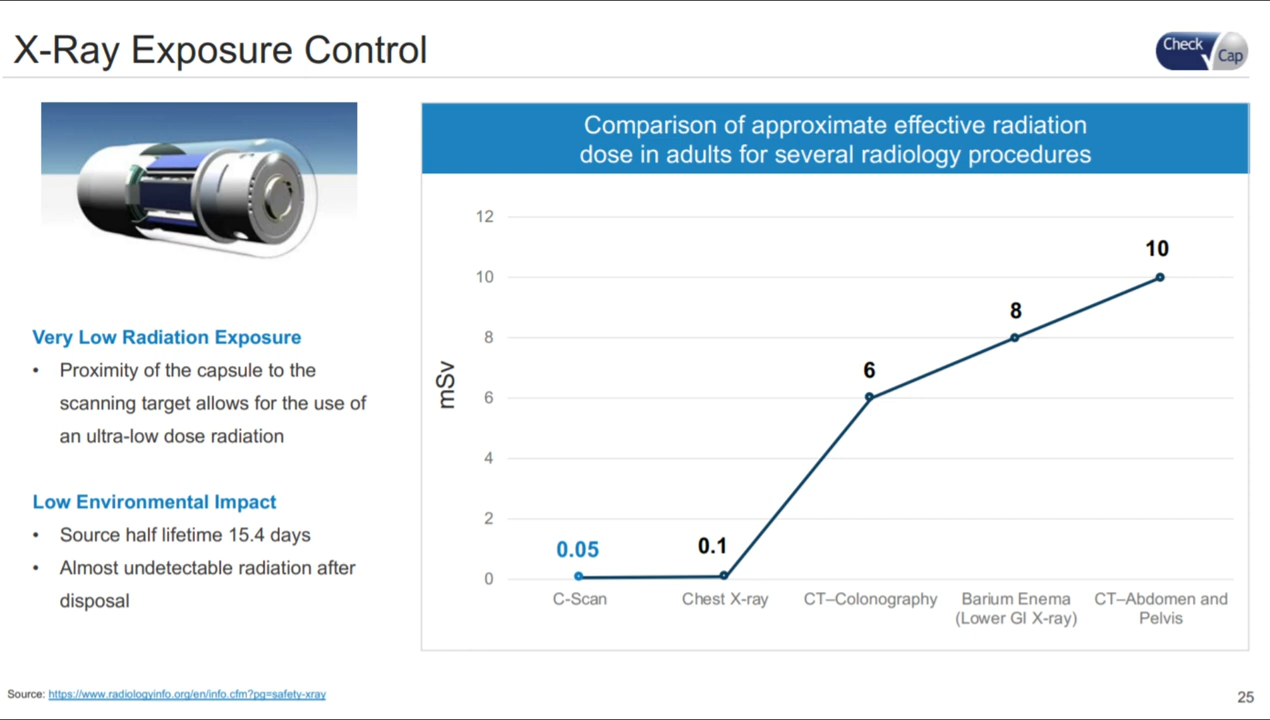 X-Ray Exposure Control
Check
Cap
Very Low Radiation Exposure
• Proximity of the capsule to the
scanning target allows for the use of
an ultra-low dose radiation
Low Environmental Impact
• Source half lifetime 15.4 days
• Almost undetectable radiation after
disposal
Comparison of approximate effective radiation
dose in adults for several radiology procedures
mSv
12
10
8
6
4
2
0
0.05
0.1
6
8
10
C-Scan
Chest X-ray
CT–Colonography
Barium Enema
(Lower GI X-ray)
CT–Abdomen and
Pelvis
Source: https://www.radiologyinfo.org/en/info.cfm?pg=safety-xray
25